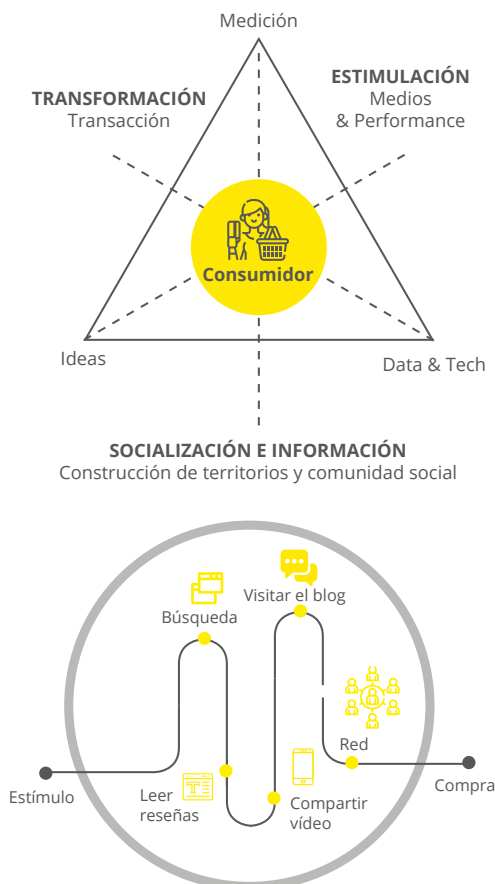 Medición
TRANSFORMACIÓN
Transacción
ESTIMULACIÓN
Medios
& Performance
Consumidor
Ideas
Data & Tech
SOCIALIZACIÓN E INFORMACIÓN
Construcción de territorios y comunidad social
Visitar el blog
Búsqueda
Red
Estímulo
Leer
reseñas
Compartir
vídeo
Compra